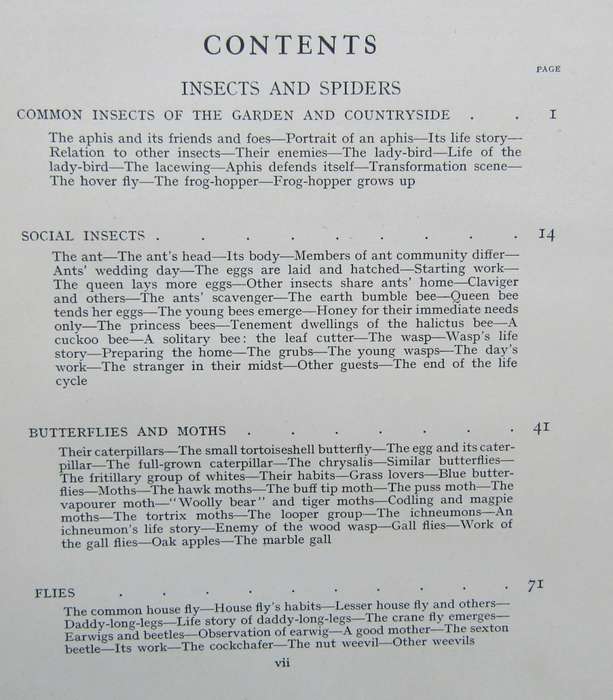 CONTENTS
PAGE
INSECTS AND SPIDERS
COMMON INSECTS OF THE GARDEN AND COUNTRYSIDE . . 1
The aphis and its friends and foes—Portrait of an aphis—Its life story—
Relation to other insects—Their enemies—The lady-bird—Life of the
lady-bird—The lacewing—Aphis defends itself—Transformation scene—
The hover fly—The frog-hopper—Frog-hopper grows up
SOCIAL INSECTS . . . . . . . . . 14
The ant—The ant's head—Its body—Members of ant community differ—
Ants' wedding day—The eggs are laid and hatched—Starting work—
The queen lays more eggs—Other insects share ants' home—Claviger
and others—The ants' scavenger—The earth bumble bee—Queen bee
tends her eggs—The young bees emerge—Honey for their immediate needs
only—The princess bees—Tenement dwellings of the halictus bee—A
cuckoo bee—A solitary bee: the leaf cutter—The wasp—Wasp's life
story—Preparing the home—The grubs—The young wasps—The day's
work—The stranger in their midst—Other guests—The end of the life
cycle
BUTTERFLIES AND MOTHS . . . . . . . 41
Their caterpillars—The small tortoiseshell butterfly—The egg and its cater-
pillar—The full-grown caterpillar—The chrysalis—Similar butterflies—
The fritillary group of whites—Their habits—Grass lovers—Blue butter-
flies—Moths—The hawk moths—The buff tip moth—The puss moth—The
vapourer moth—"Woolly bear" and tiger moths—Codling and magpie
moths—The tortrix moths—The looper group—The ichneumons—An
ichneumon's life story—Enemy of the wood wasp—Gall flies—Work of
the gall flies—Oak apples—The marble gall
FLIES . . . . . . . . . . 71
The common house fly—House fly's habits—Lesser house fly and others—
Daddy-long-legs—Life story of daddy-long-legs—The crane fly emerges—
Earwigs and beetles—Observation of earwig—A good mother—The sexton
beetle—Its work—The cockchafer—The nut weevil—Other weevils
vii